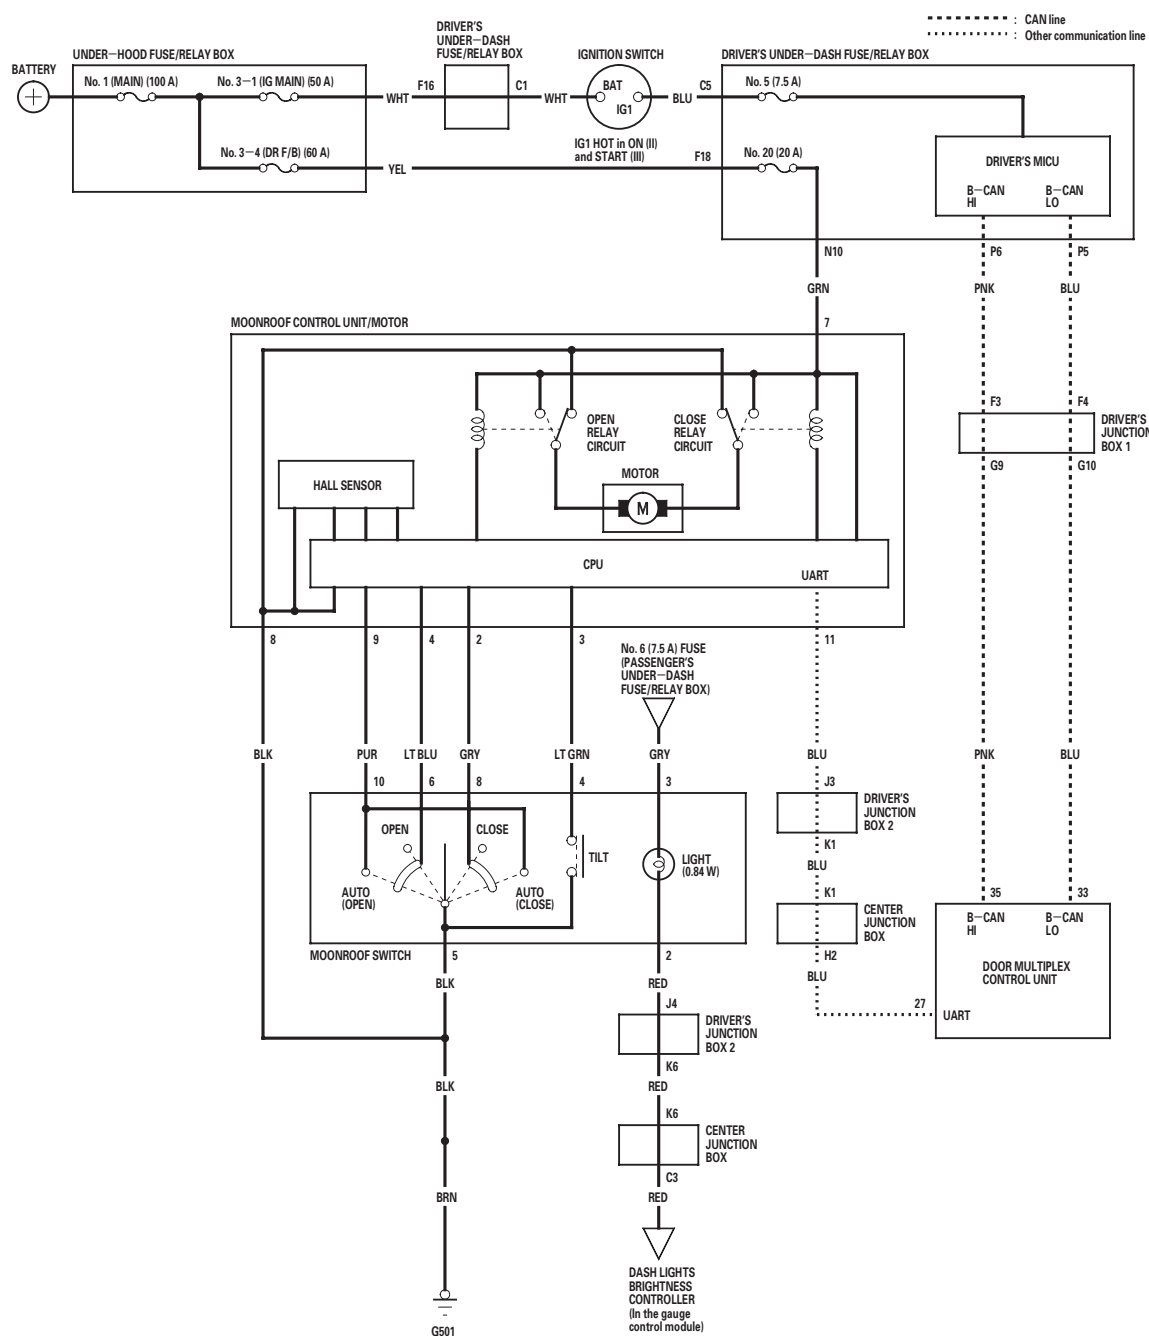 : CAN line
: Other communication line
BATTERY
UNDER-HOOD FUSE/RELAY BOX
No. 1 (MAIN) (100 A)
No. 3-1 (IG MAIN) (50 A)
No. 3-4 (DR F/B) (60 A)
WHT
F16
DRIVER'S
UNDER-DASH
FUSE/RELAY BOX
C1
WHT
IGNITION SWITCH
BAT
IG1
IG1 HOT in ON (II)
and START (III)
BLU
C5
DRIVER'S UNDER-DASH FUSE/RELAY BOX
No. 5 (7.5 A)
YEL
F18
No. 20 (20 A)
DRIVER'S MICU
B-CAN
HI
B-CAN
LO
N10
P6
P5
GRN
PNK
BLU
MOONROOF CONTROL UNIT/MOTOR
7
OPEN
RELAY
CIRCUIT
CLOSE
RELAY
CIRCUIT
F3
F4
DRIVER'S
JUNCTION
BOX 1
G9
G10
HALL SENSOR
MOTOR
M
CPU
UART
8
9
4
2
3
11
No. 6 (7.5 A) FUSE
(PASSENGER'S
UNDER-DASH
FUSE/RELAY BOX)
BLK
PUR
LT BLU
GRY
LT GRN
GRY
BLU
PNK
BLU
10
6
8
4
3
J3
DRIVER'S
JUNCTION
BOX 2
K1
OPEN
CLOSE
TILT
LIGHT
(0.84 W)
AUTO
(OPEN)
AUTO
(CLOSE)
BLU
K1
CENTER
JUNCTION
BOX
H2
35
33
B-CAN
HI
B-CAN
LO
MOONROOF SWITCH
5
2
BLK
RED
BLU
DOOR MULTIPLEX
CONTROL UNIT
27
UART
J4
DRIVER'S
JUNCTION
BOX 2
K6
BLK
RED
K6
CENTER
JUNCTION
BOX
C3
BRN
RED
DASH LIGHTS
BRIGHTNESS
CONTROLLER
(In the gauge
control module)
G501